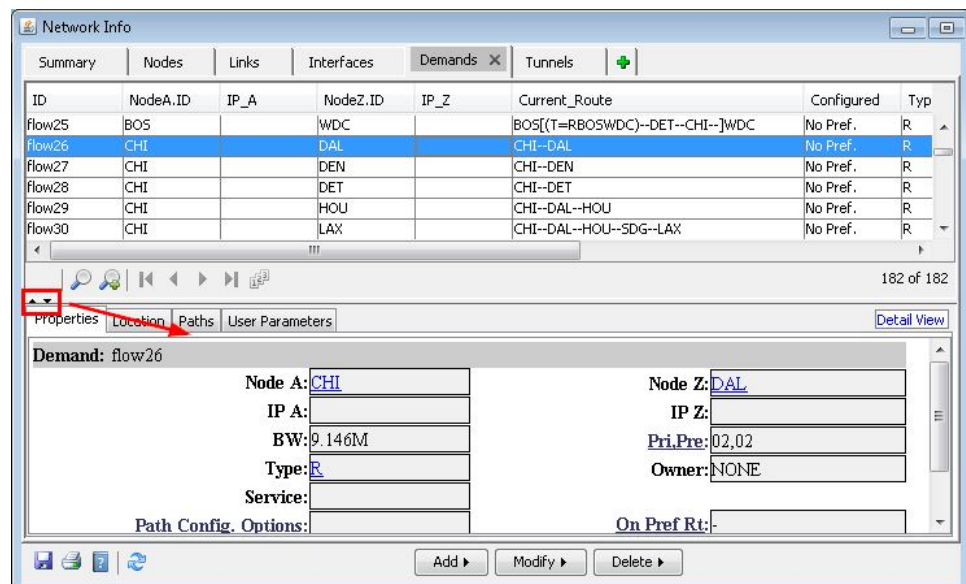 Network Info
Summary Nodes Links Interfaces Demands Tunnels
ID NodeA.ID IP_A NodeZ.ID IP_Z Current_Route Configured Typ
flow25 BOS WDC BOS[(T=RBOSWDC)--DET--CHI--]WDC No Pref. R
flow26 CHI DAL CHI--DAL No Pref. R
flow27 CHI DEN CHI--DEN No Pref. R
flow28 CHI DET CHI--DET No Pref. R
flow29 CHI HOU CHI--DAL--HOU No Pref. R
flow30 CHI LAX CHI--DAL--HOU--SDG--LAX No Pref. R
182 of 182
Properties Location Paths User Parameters Detail View
Demand: flow26
Node A: CHI Node Z: DAL
IP A: IP Z:
BW: 9.146M Pri,Pre: 02,02
Type: R Owner: NONE
Service:
Path Config. Options: On Pref Rt: -
Add Modify Delete